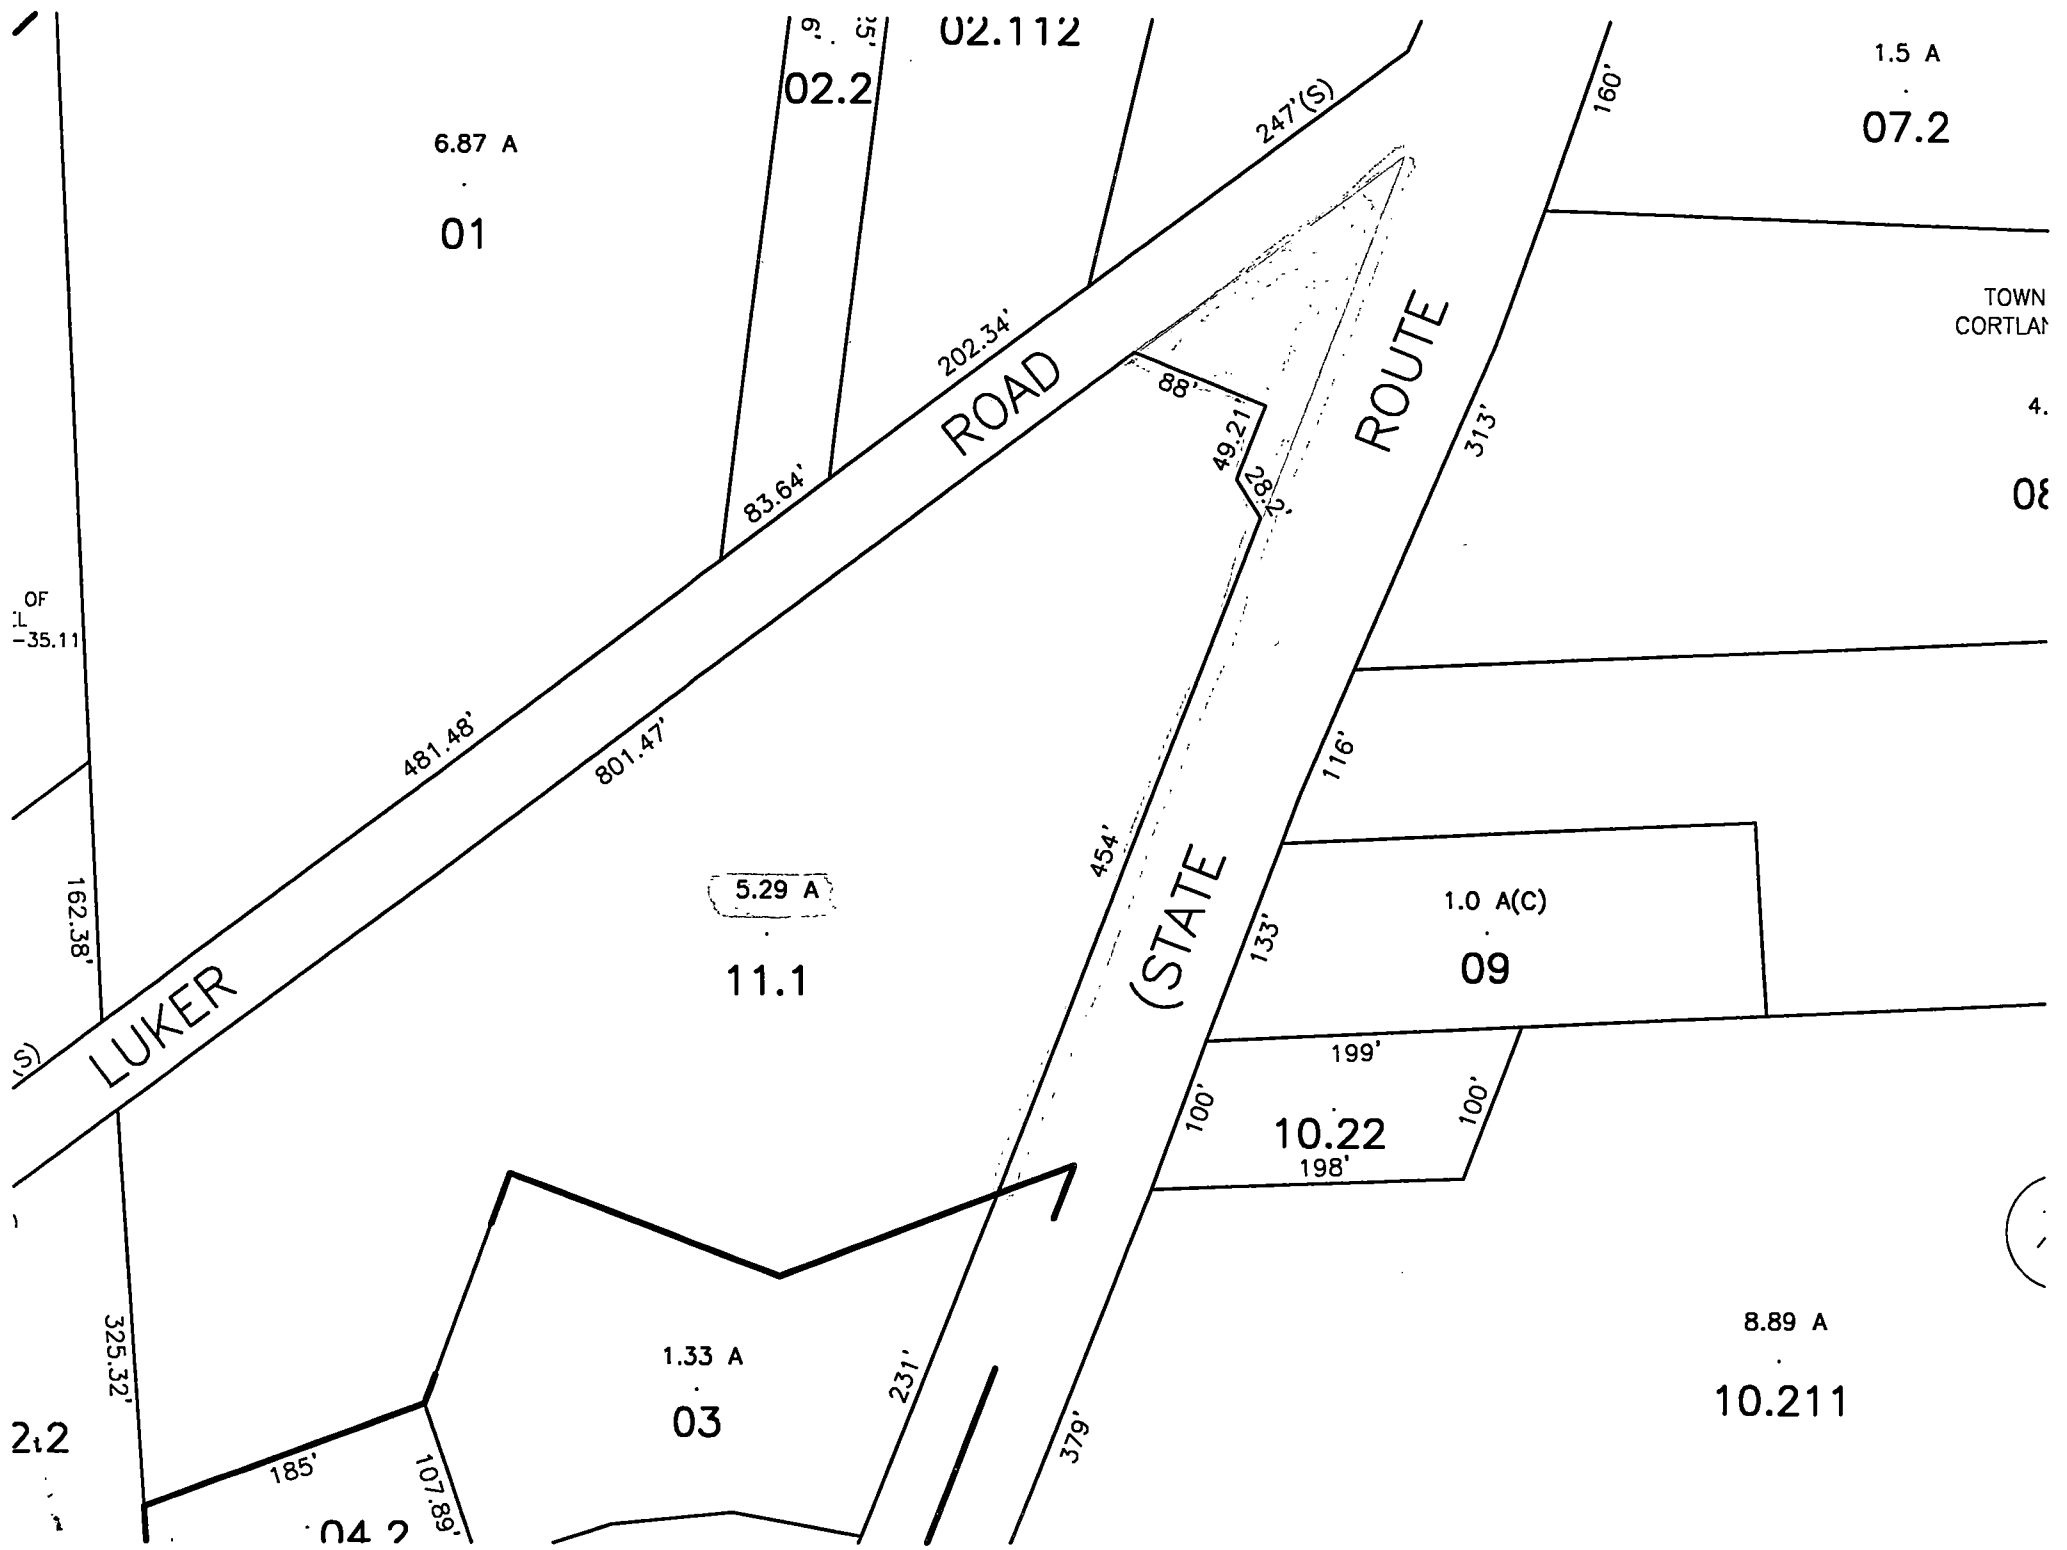 02.112
02.2
1.5 A
07.2
160'
247'(S)
6.87 A
01
TOWN
202.34'
ROAD
ROUTE
88'
49.21'
28.2'
313'
4.
83.64'
OF
-35.11
481.48'
801.47'
116'
454'
5.29 A
11.1
(STATE
1.0 A(C)
09
133'
162.38'
LUKER
(S)
199'
100'
10.22
100'
198'
325.32'
1.33 A
03
231'
8.89 A
10.211
379'
185'
107.89'
04.2